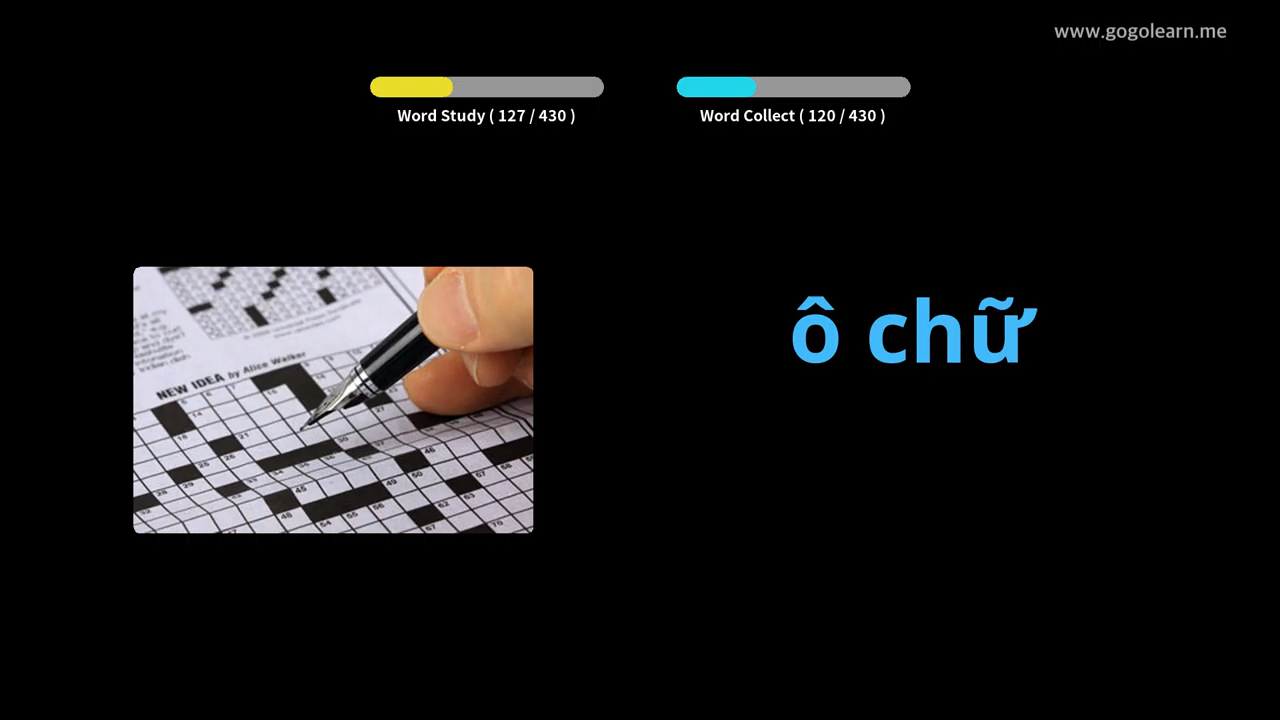 www.gogolearn.me
Word Study ( 127 / 430 )
Word Collect ( 120 / 430 )
ô chữ
NEW IDEA by Alice Walker